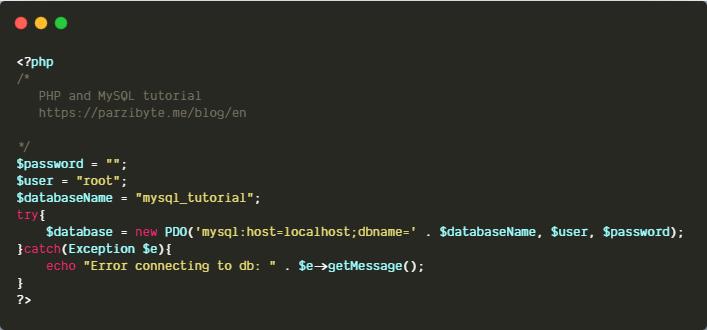 <?php
/*
PHP and MySQL tutorial
https://parzibyte.me/blog/en
*/
$password = "";
$user = "root";
$databaseName = "mysql_tutorial";
try{
$database = new PDO('mysql:host=localhost;dbname=' . $databaseName, $user, $password);
}catch(Exception $e){
echo "Error connecting to db: " . $e->getMessage();
}
?>